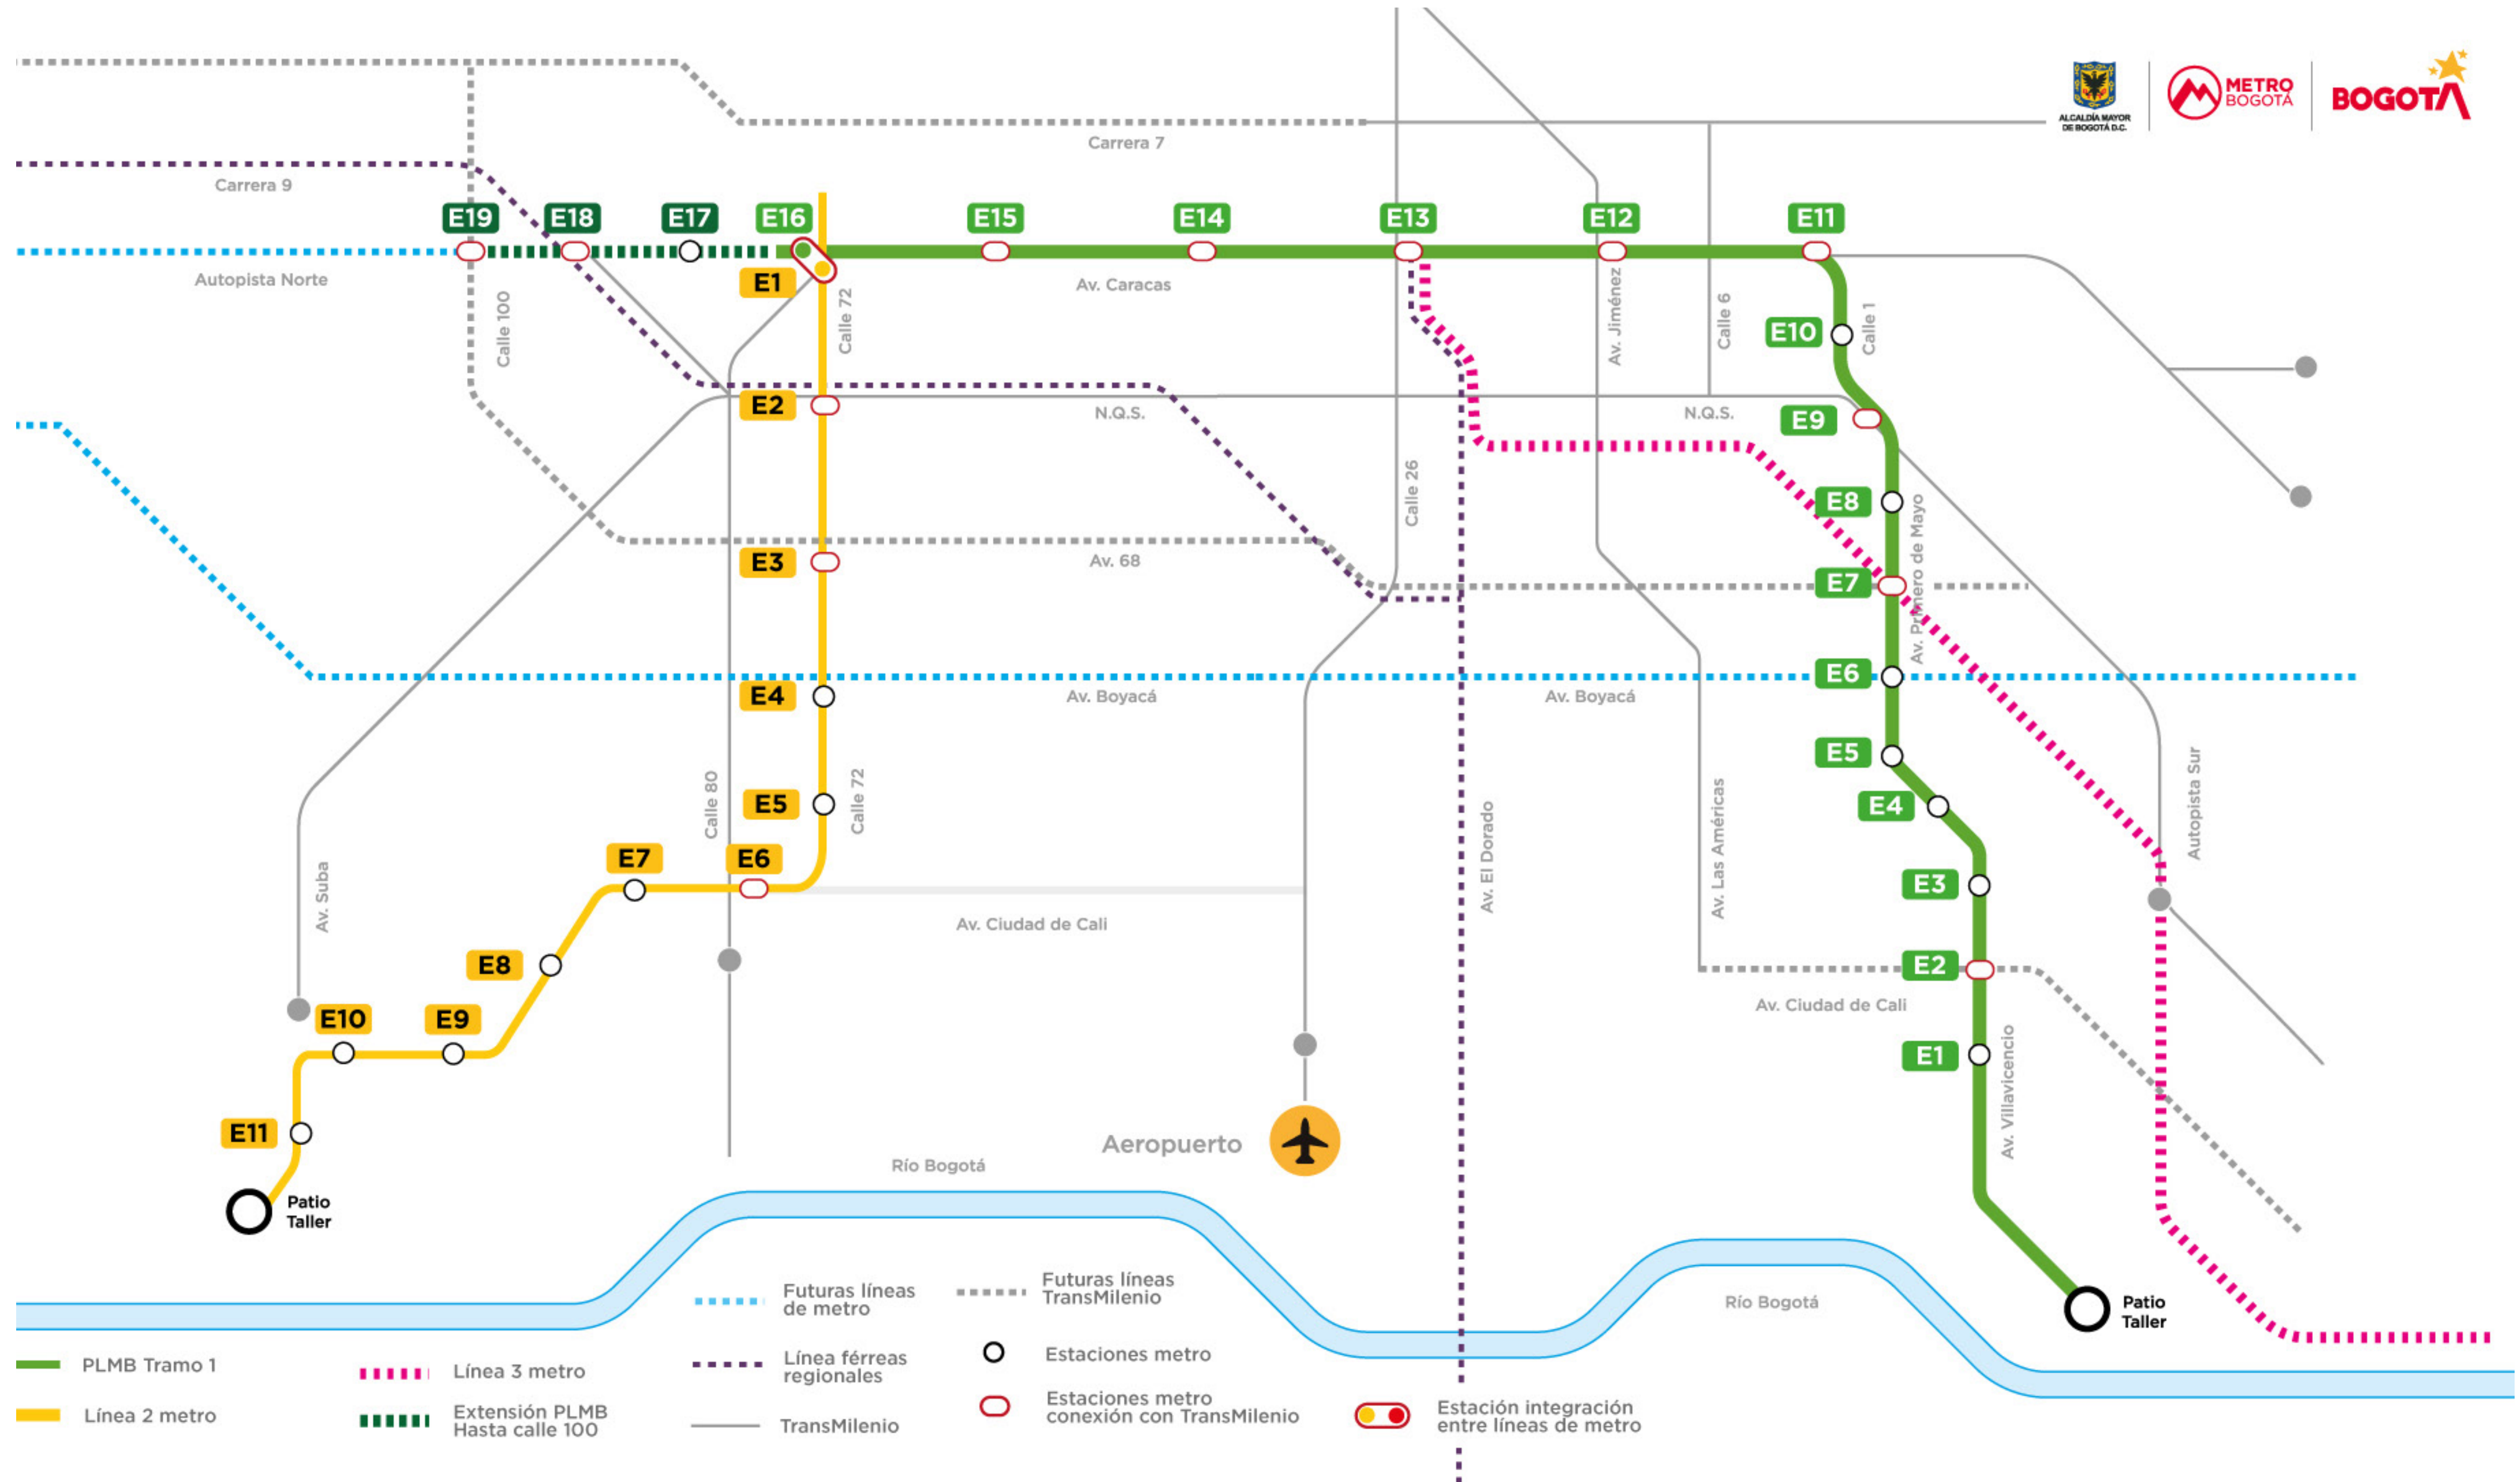 ALCALDÍA MAYOR
DE BOGOTÁ D.C.
METRO
BOGOTÁ
BOGOTÁ
Carrera 7
Carrera 9
E19
E18
E17
E16
E15
E14
E13
E12
E11
Autopista Norte
E1
Av. Caracas
Calle 100
Calle 72
Av. Jiménez
Calle 6
E10
Calle 1
E2
N.Q.S.
N.Q.S.
E9
Calle 26
E8
Av. Primero de Mayo
E3
Av. 68
E7
E4
Av. Boyacá
Av. Boyacá
E6
E5
E5
Calle 80
Calle 72
Av. El Dorado
Av. Las Américas
E4
Autopista Sur
E7
E6
Av. Suba
E3
Av. Ciudad de Cali
E8
E2
Av. Ciudad de Cali
E10
E9
E1
Av. Villavicencio
E11
Aeropuerto
Río Bogotá
Patio
Taller
Río Bogotá
Patio
Taller
PLMB Tramo 1
Línea 2 metro
Línea 3 metro
Extensión PLMB
Hasta calle 100
Futuras líneas
de metro
Línea férreas
regionales
TransMilenio
Futuras líneas
TransMilenio
Estaciones metro
Estaciones metro
conexión con TransMilenio
Estación integración
entre líneas de metro